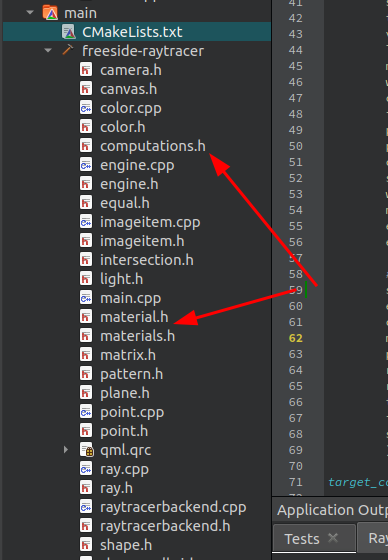 main
CMakeLists.txt
freeside-raytracer
camera.h
canvas.h
color.cpp
color.h
computations.h
engine.cpp
engine.h
equal.h
imageitem.cpp
imageitem.h
intersection.h
light.h
main.cpp
material.h
materials.h
matrix.h
pattern.h
plane.h
point.cpp
point.h
qml.qrc
ray.cpp
ray.h
raytracerbackend.cpp
raytracerbackend.h
shape.h
41
42
43
44
45
46
47
48
49
50
51
52
53
54
55
56
57
58
59
60
61
62
63
64
65
66
67
68
69
70
71
target_co
Application Outp
Tests
Ray